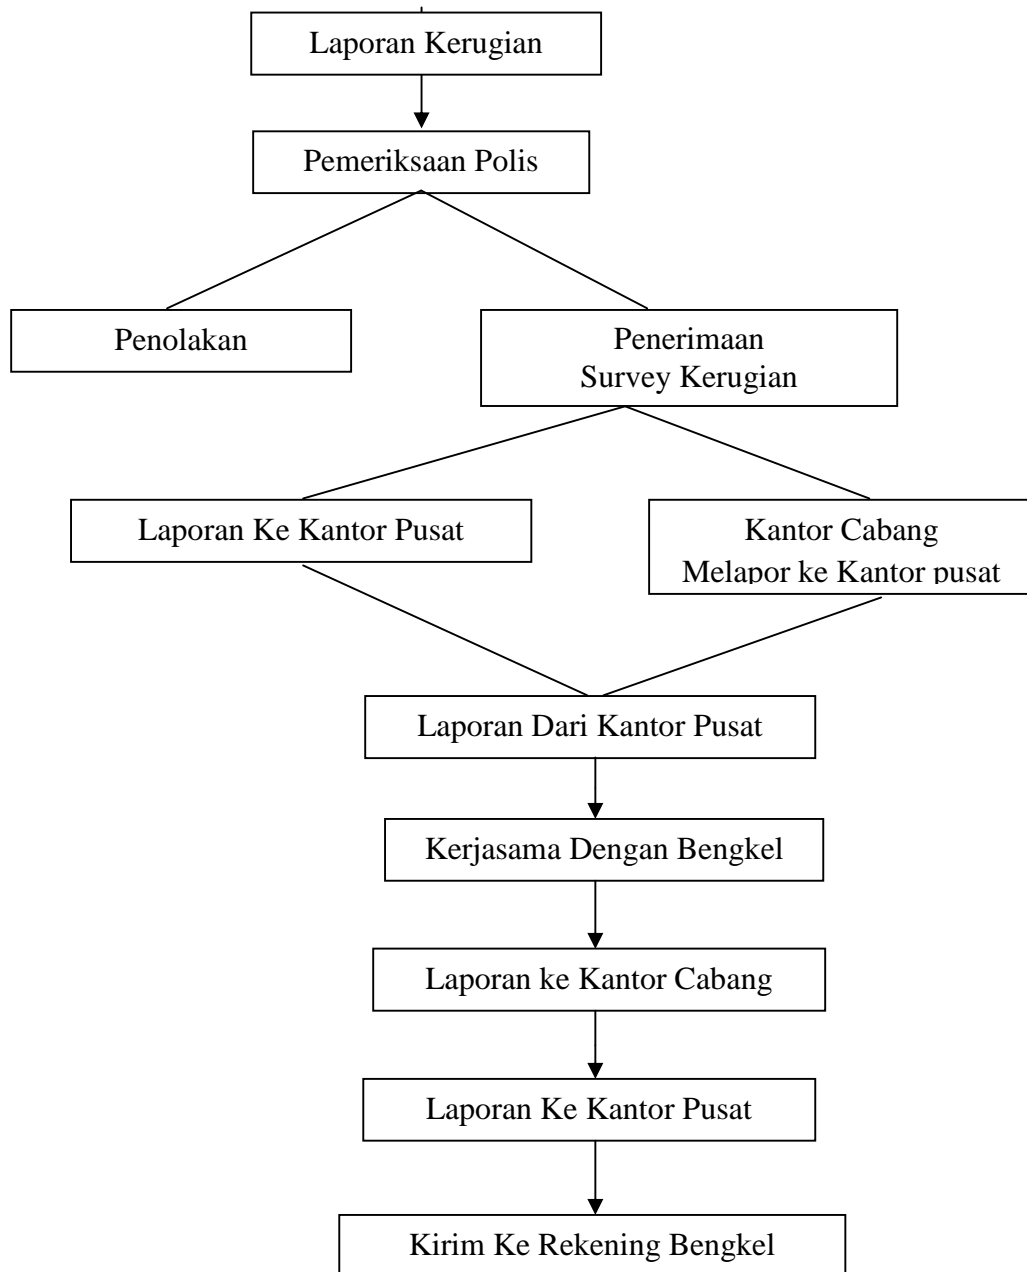 Laporan Kerugian
Pemeriksaan Polis
Penolakan
Penerimaan
Survey Kerugian
Laporan Ke Kantor Pusat
Kantor Cabang
Melapor ke Kantor pusat
Laporan Dari Kantor Pusat
Kerjasama Dengan Bengkel
Laporan ke Kantor Cabang
Laporan Ke Kantor Pusat
Kirim Ke Rekening Bengkel